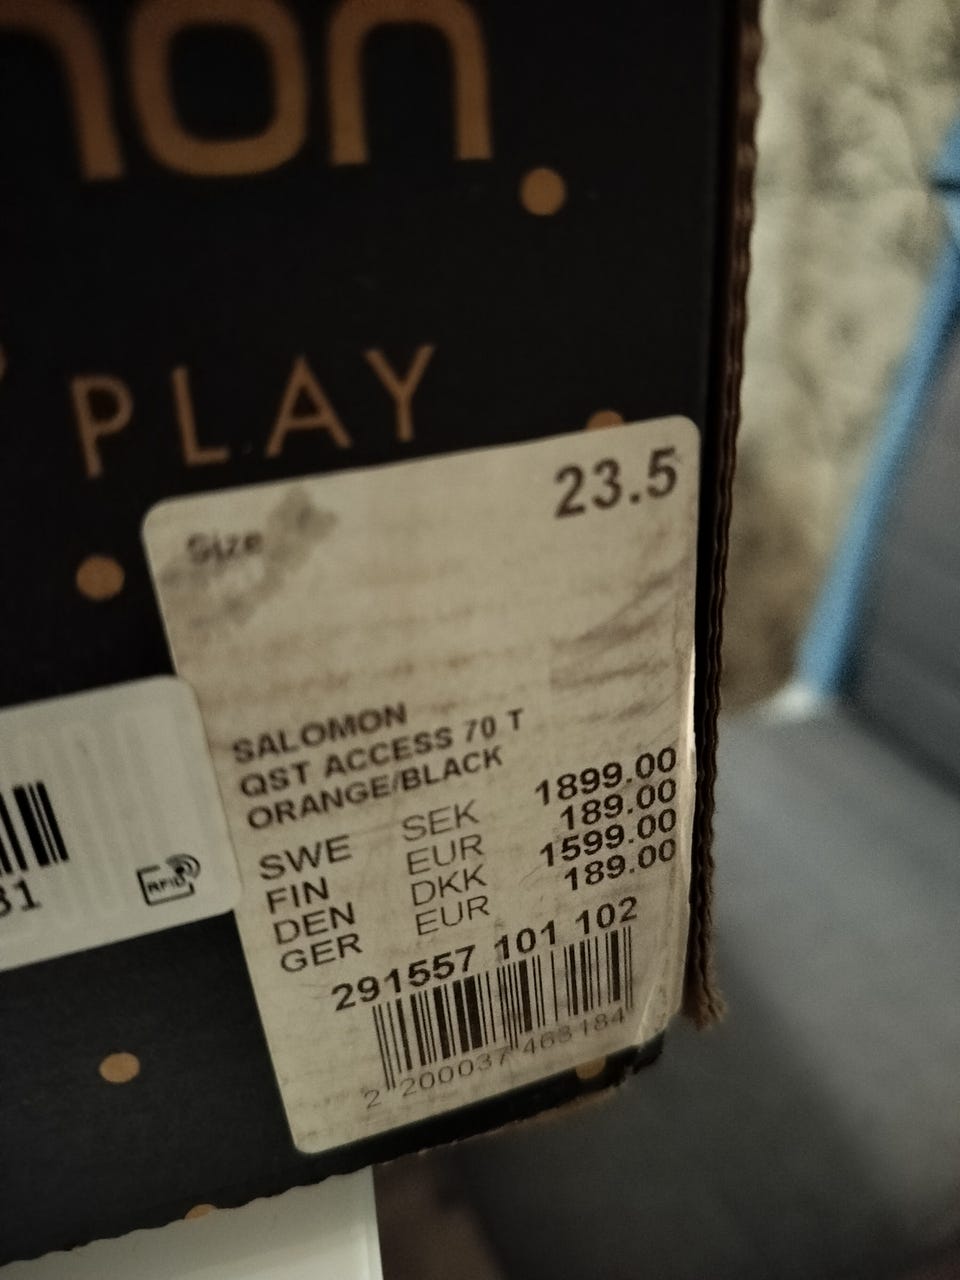 non
PLAY
Size 23.5
SALOMON
QST ACCESS 70 T
ORANGE/BLACK
SWE SEK 1899.00
FIN EUR 189.00
DEN DKK 1599.00
GER EUR 189.00
291557 101 102
2 200037 463184
31
RFID